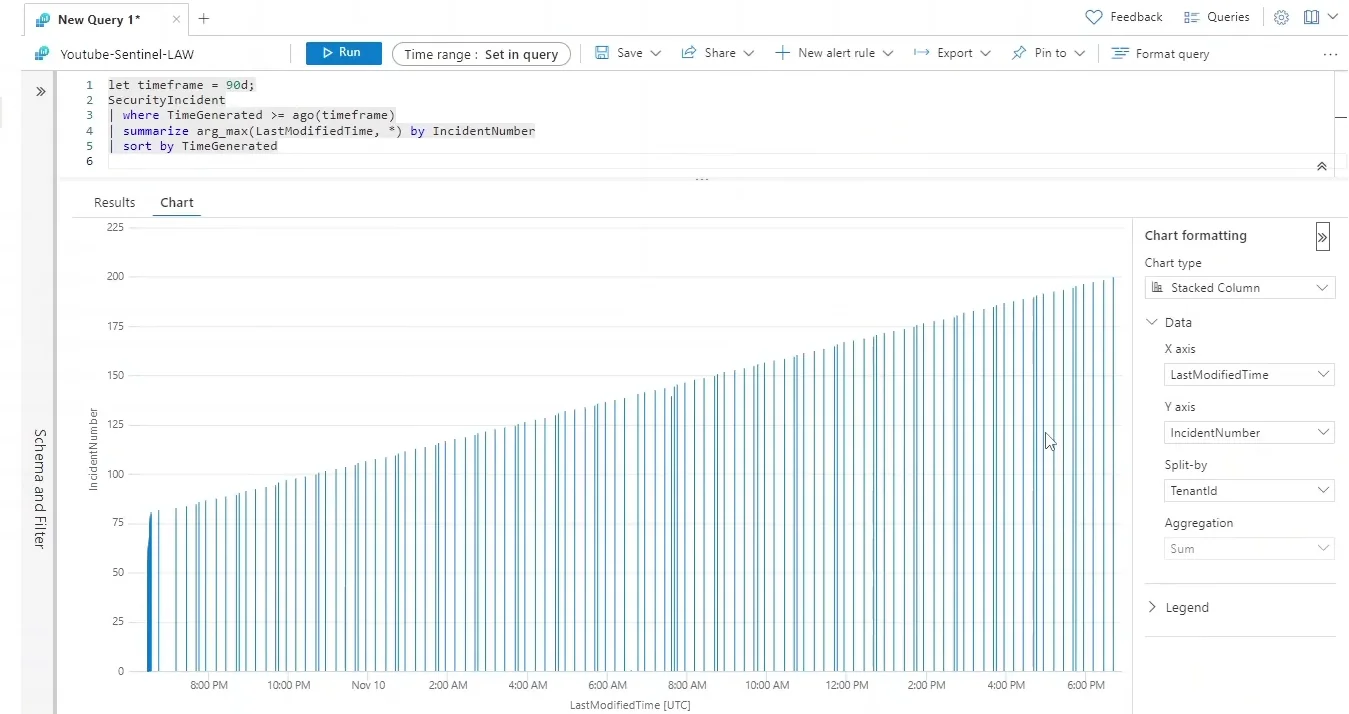 New Query 1*
Feedback
Queries
Youtube-Sentinel-LAW
Run
Time range : Set in query
Save
Share
New alert rule
Export
Pin to
Format query
1 let timeframe = 90d;
2 SecurityIncident
3 | where TimeGenerated >= ago(timeframe)
4 | summarize arg_max(LastModifiedTime, *) by IncidentNumber
5 | sort by TimeGenerated
6
Schema and Filter
Results
Chart
225
200
175
150
125
100
75
50
25
0
IncidentNumber
8:00 PM
10:00 PM
Nov 10
2:00 AM
4:00 AM
6:00 AM
8:00 AM
10:00 AM
12:00 PM
2:00 PM
4:00 PM
6:00 PM
LastModifiedTime [UTC]
Chart formatting
Chart type
Stacked Column
Data
X axis
LastModifiedTime
Y axis
IncidentNumber
Split-by
TenantId
Aggregation
Sum
Legend